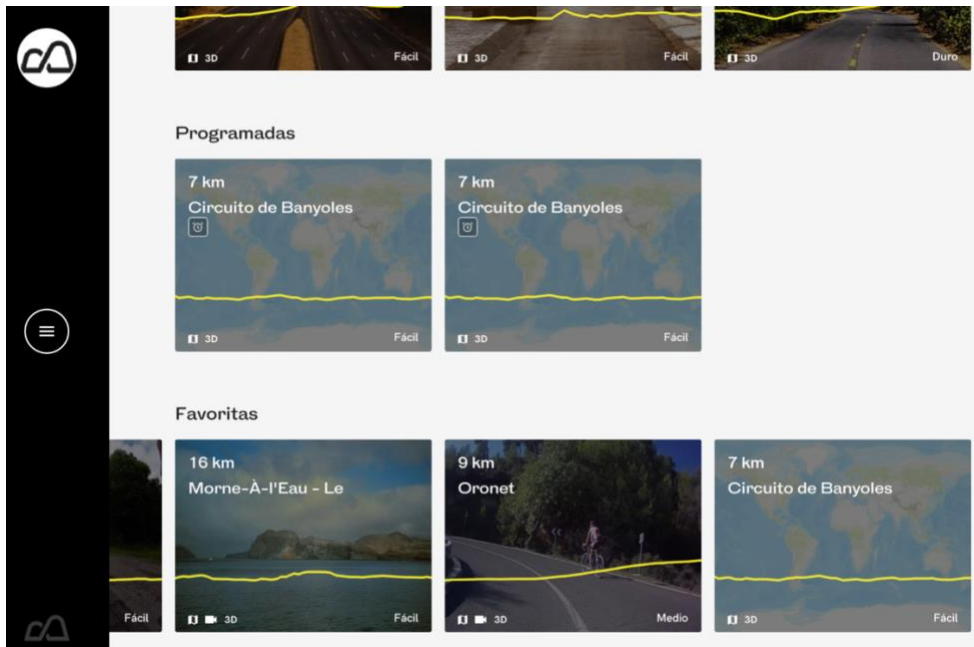 3D Fácil
3D Fácil
3D Duro
Programadas
7 km
Circuito de Banyoles
3D Fácil
7 km
Circuito de Banyoles
3D Fácil
Favoritas
Fácil
16 km
Morne-À-l'Eau - Le
3D Fácil
9 km
Oronet
3D Medio
7 km
Circuito de Banyoles
3D Fácil